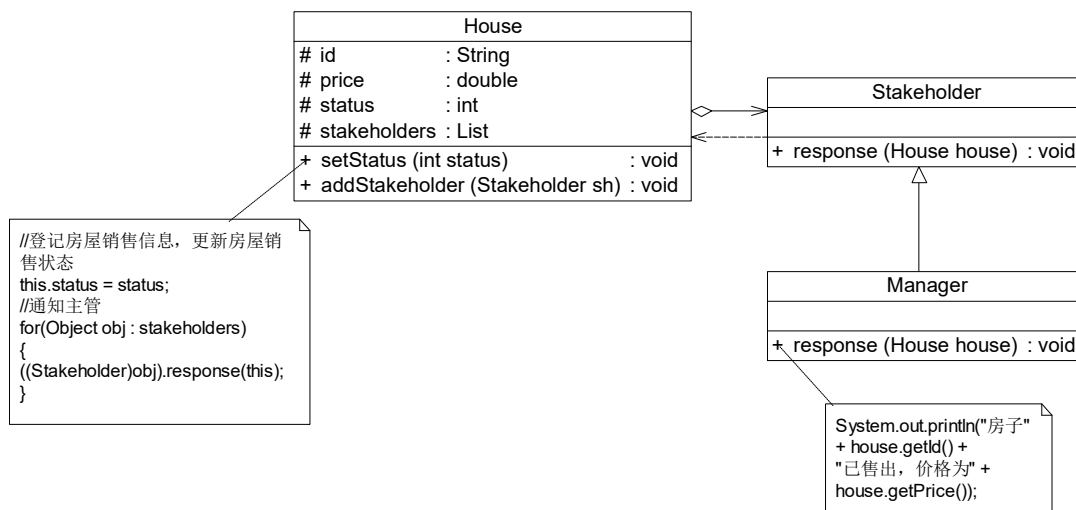 House
# id : String
# price : double
# status : int
# stakeholders : List
+ setStatus (int status) : void
+ addStakeholder (Stakeholder sh) : void
Stakeholder
+ response (House house) : void
Manager
+ response (House house) : void
//登记房屋销售信息，更新房屋销
售状态
this.status = status;
//通知主管
for(Object obj : stakeholders)
{
((Stakeholder)obj).response(this);
}
System.out.println("房子"
+ house.getId() +
"已售出，价格为" +
house.getPrice());